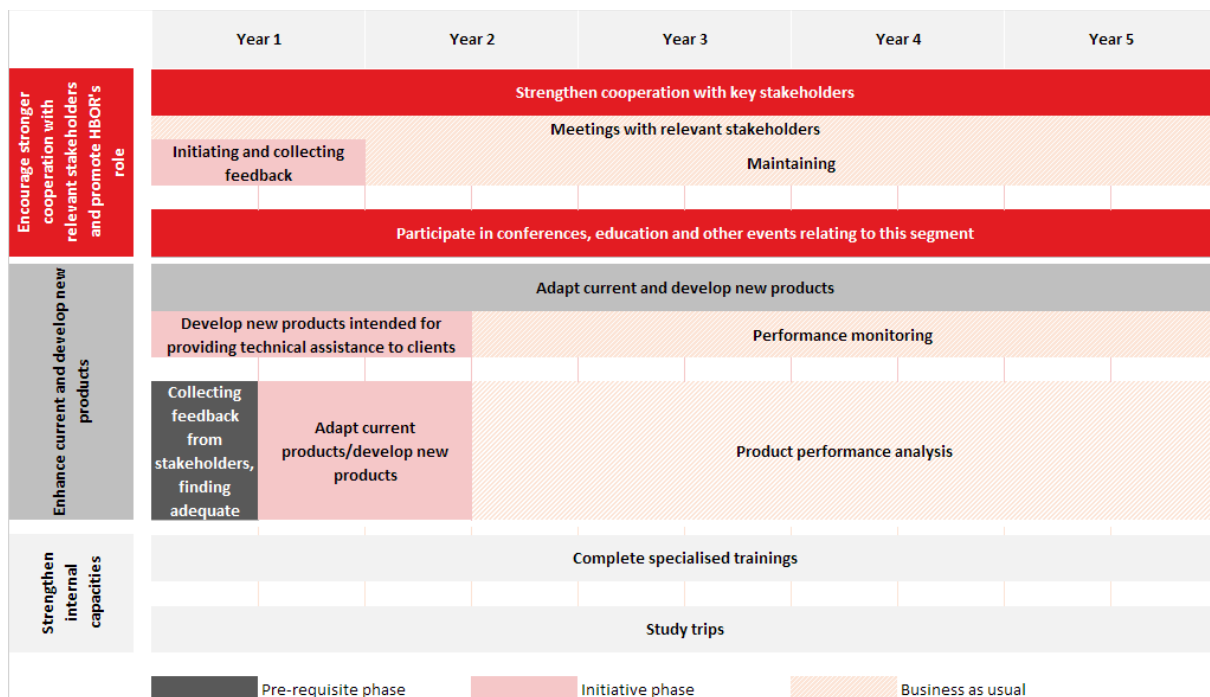 Year 1
Year 2
Year 3
Year 4
Year 5
Encourage stronger
cooperation with
relevant stakeholders
and promote HBOR's
role
Strengthen cooperation with key stakeholders
Meetings with relevant stakeholders
Initiating and collecting
feedback
Maintaining
Participate in conferences, education and other events relating to this segment
Enhance current and develop new
products
Adapt current and develop new products
Develop new products intended for
providing technical assistance to clients
Performance monitoring
Collecting
feedback
from
stakeholders,
finding
adequate
Adapt current
products/develop new
products
Product performance analysis
Strengthen
internal
capacities
Complete specialised trainings
Study trips
Pre-requisite phase
Initiative phase
Business as usual